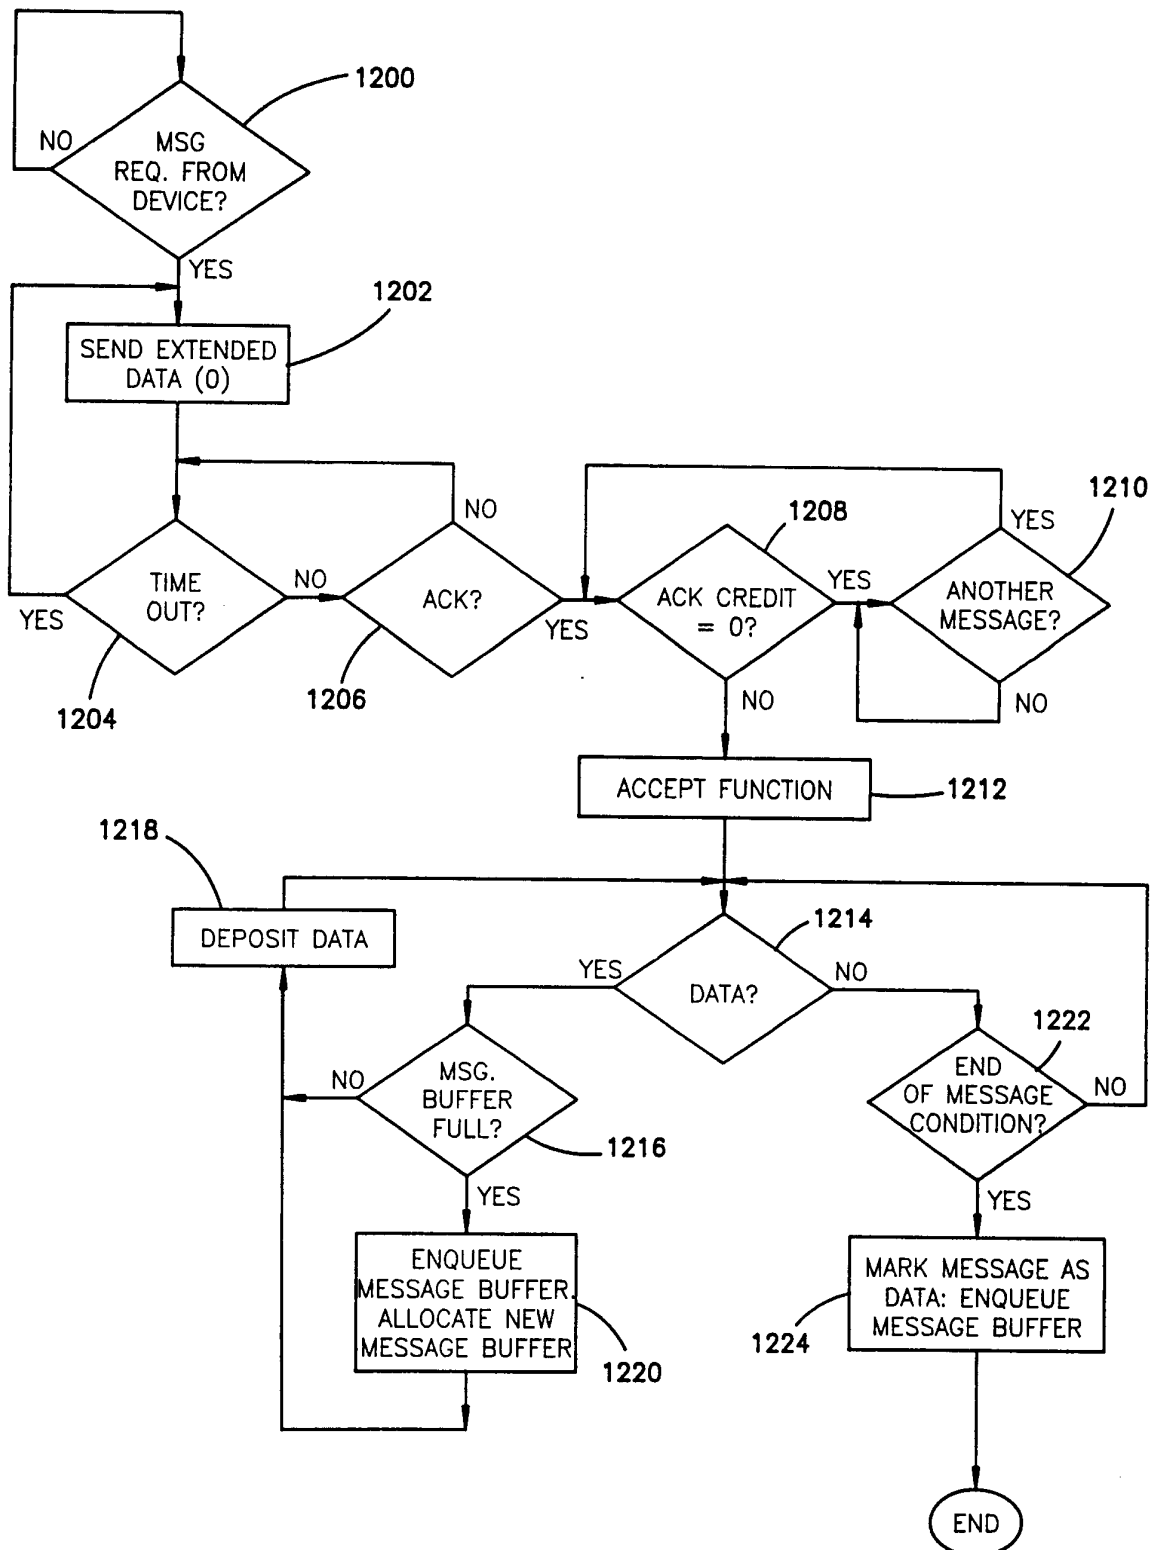 1200
NO
MSG
REQ. FROM
DEVICE?
YES
1202
SEND EXTENDED
DATA (0)
1210
NO
1208
YES
TIME
OUT?
NO
ACK?
ACK CREDIT
= 0?
YES
ANOTHER
MESSAGE?
YES
YES
1206
1204
NO
NO
ACCEPT FUNCTION
1212
1218
1214
DEPOSIT DATA
YES
DATA?
NO
1222
NO
MSG.
BUFFER
FULL?
END
OF MESSAGE
CONDITION?
NO
1216
YES
YES
ENQUEUE
MESSAGE BUFFER.
ALLOCATE NEW
MESSAGE BUFFER
MARK MESSAGE AS
DATA: ENQUEUE
MESSAGE BUFFER
1224
1220
END